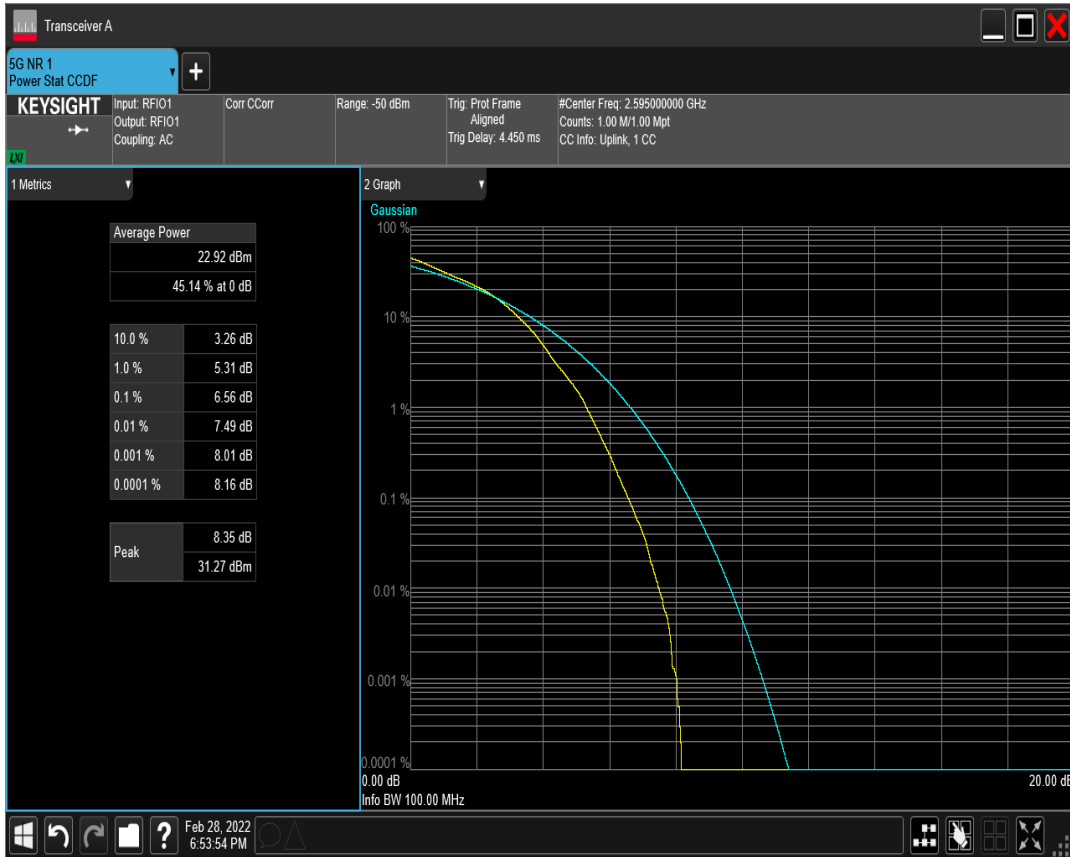 Transceiver A
5G NR 1
Power Stat CCDF
+
KEYSIGHT
LXI
Input: RFIO1
Output: RFIO1
Coupling: AC
Corr CCorr
Range: -50 dBm
Trig: Prot Frame
Aligned
Trig Delay: 4.450 ms
#Center Freq: 2.595000000 GHz
Counts: 1.00 M/1.00 Mpt
CC Info: Uplink, 1 CC
1 Metrics
Average Power
22.92 dBm
45.14 % at 0 dB
10.0 % 3.26 dB
1.0 % 5.31 dB
0.1 % 6.56 dB
0.01 % 7.49 dB
0.001 % 8.01 dB
0.0001 % 8.16 dB
Peak
8.35 dB
31.27 dBm
2 Graph
Gaussian
100 %
10 %
1 %
0.1 %
0.01 %
0.001 %
0.0001 %
0.00 dB
20.00 dB
Info BW 100.00 MHz
?
Feb 28, 2022
6:53:54 PM